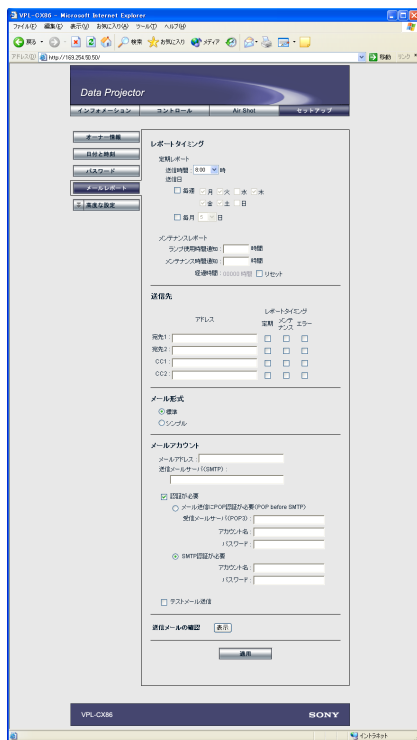 VPL-CX86 - Microsoft Internet Explorer
ファイル(F) 編集(E) 表示(V) お気に入り(A) ツール(T) ヘルプ(H)
戻る 検索 お気に入り メディア
アドレス(D) http://169.254.50.50/ 移動 リンク
Data Projector
インフォメーション コントロール Air Shot セットアップ
オーナー情報
日付と時刻
パスワード
メールレポート
高度な設定
レポートタイミング
定期レポート
送信時間: 8:00 時
送信日
毎週 月 火 水 木
金 土 日
毎月 日
メンテナンスレポート
ランプ使用時間通知: 時間
メンテナンス時間通知: 時間
経過時間: 00000 時間 リセット
送信先
レポートタイミング
アドレス 定期 メンテナンス エラー
宛先1:
宛先2:
CC1:
CC2:
メール形式
標準
シンプル
メールアカウント
メールアドレス:
送信メールサーバ(SMTP):
認証が必要
メール送信にPOP認証が必要(POP before SMTP)
受信メールサーバ(POP3):
アカウント名:
パスワード:
SMTP認証が必要
アカウント名:
パスワード:
テストメール送信
送信メールの確認 表示
適用
VPL-CX86 SONY
イントラネット